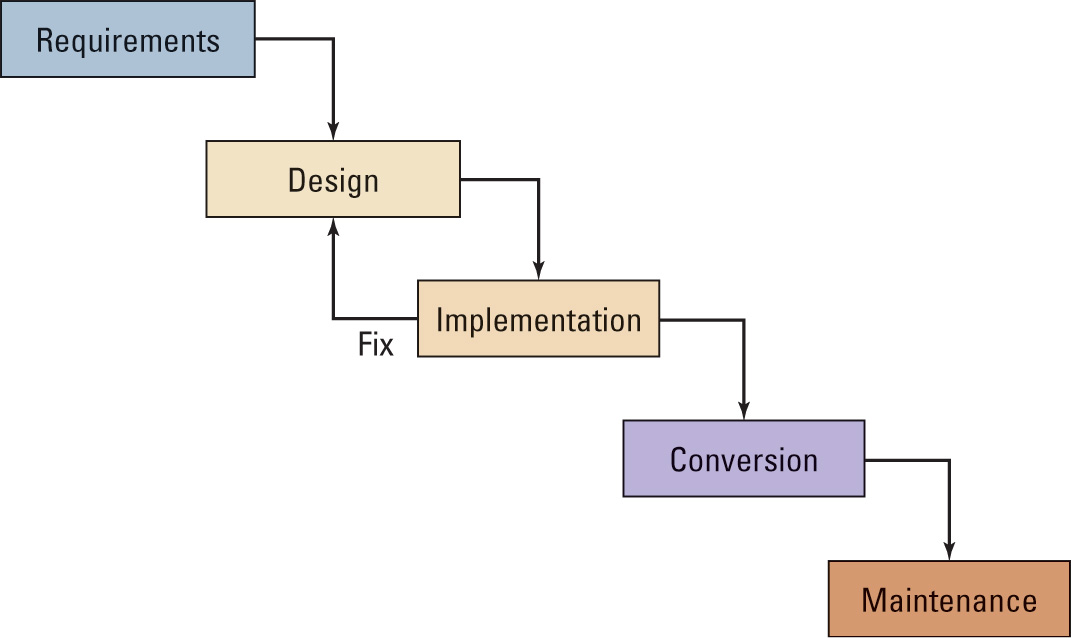 Requirements
Design
Implementation
Fix
Conversion
Maintenance